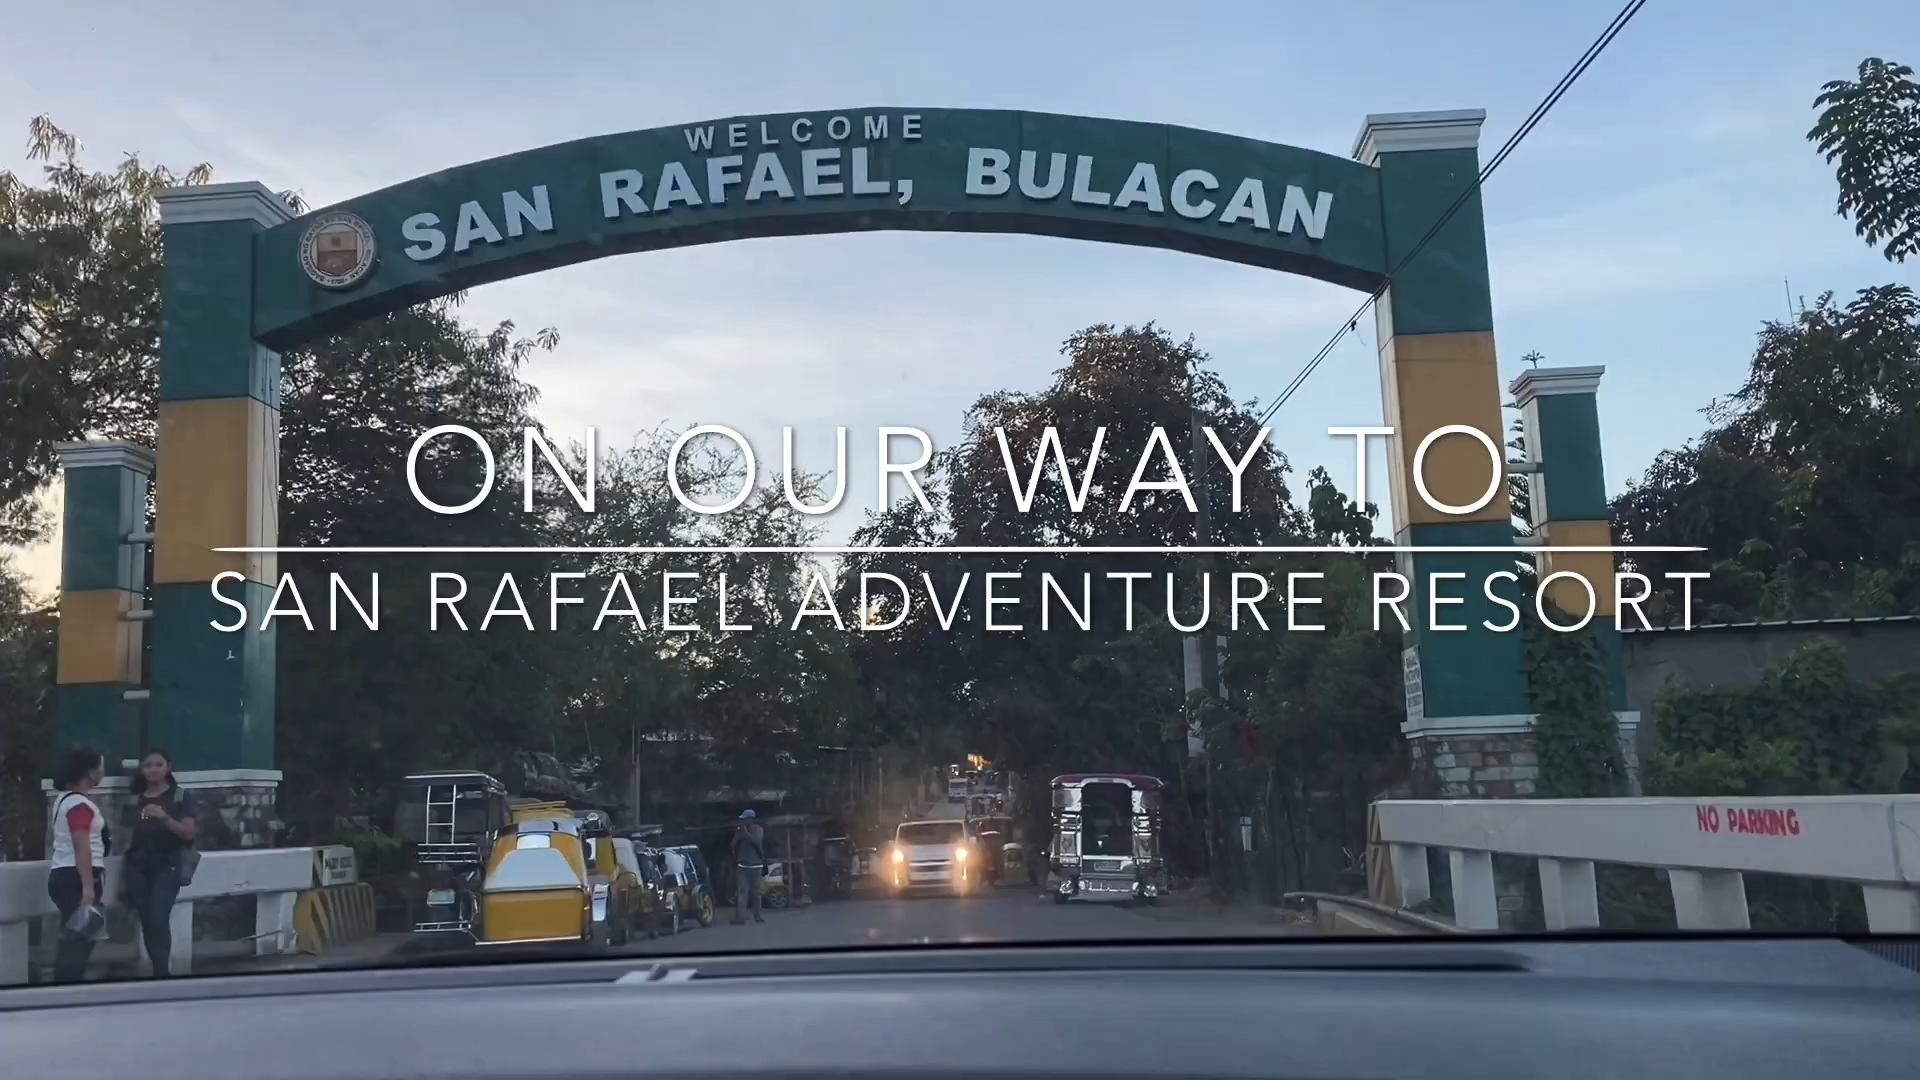 WELCOME
SAN RAFAEL, BULACAN
ON OUR WAY TO
SAN RAFAEL ADVENTURE RESORT
NO PARKING